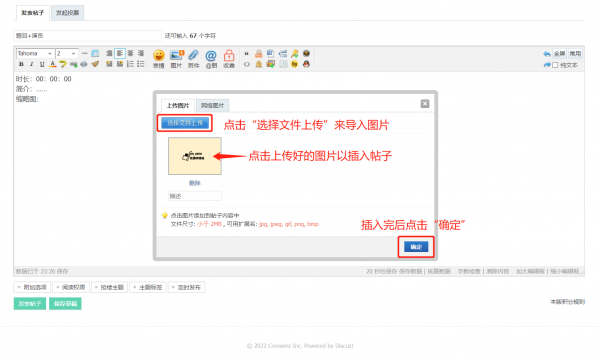 发表帖子 发起投票
题目+演员 还可输入 67 个字符
Tahoma 2
B I U A
表情 图片 附件 @朋友 收费
全屏 常用
纯文本
时长：00：00：00
简介：……
缩略图：
上传图片 网络图片
选择文件上传
点击“选择文件上传”来导入图片
点击上传好的图片以插入帖子
删除
描述
点击图片添加到帖子内容中
文件尺寸: 小于 2MB , 可用扩展名: jpg, jpeg, gif, png, bmp
插入完后点击“确定”
确定
数据已于 23:26 保存
20 秒后保存 保存数据 | 恢复数据 字数检查 | 清除内容 加大编辑框 | 缩小编辑框
附加选项 阅读权限 抢楼主题 主题标签 定时发布
发表帖子 保存草稿
本版积分规则
© 2022 Comsenz Inc. Powered by Discuz!